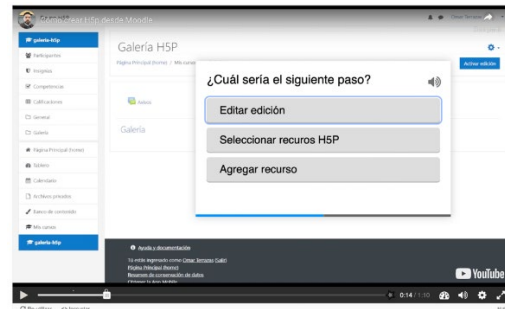 Cómo crear H5p desde Moodle
galería-h5p
Participantes
Insignias
Competencias
Calificaciones
General
Galería
Página Principal (home)
Tablero
Calendario
Archivos privados
Banco de contenido
Mis cursos
galería-h5p
Galería H5P
Página Principal (home) / Mis cursos
Activar edición
Galería
¿Cuál sería el siguiente paso?
Editar edición
Seleccionar recuros H5P
Agregar recurso
Ayuda y documentación
Página Principal (home)
Resumen de conservación de datos
YouTube
0:14 / 1:10